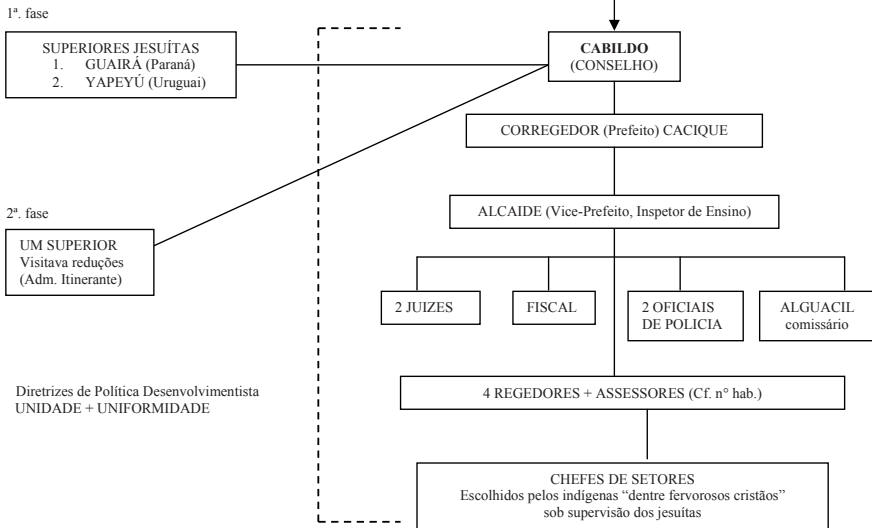 1ª. fase
SUPERIORES JESUÍTAS
1. GUAIRÁ (Paraná)
2. YAPEYÚ (Uruguai)
CABILDO
(CONSELHO)
CORREGEDOR (Prefeito) CACIQUE
ALCAIDE (Vice-Prefeito, Inspetor de Ensino)
2ª. fase
UM SUPERIOR
Visitava reduções
(Adm. Itinerante)
2 JUIZES
FISCAL
2 OFICIAIS
DE POLICIA
ALGUACIL
comissário
Diretrizes de Política Desenvolvimentista
UNIDADE + UNIFORMIDADE
4 REGEDORES + ASSESSORES (Cf. n° hab.)
CHEFES DE SETORES
Escolhidos pelos indígenas “dentre fervorosos cristãos”
sob supervisão dos jesuítas